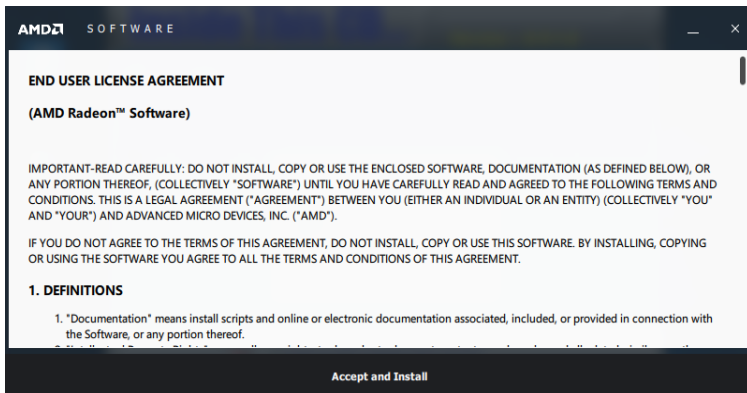 AMD SOFTWARE
END USER LICENSE AGREEMENT
(AMD Radeon™ Software)
IMPORTANT-READ CAREFULLY: DO NOT INSTALL, COPY OR USE THE ENCLOSED SOFTWARE, DOCUMENTATION (AS DEFINED BELOW), OR
ANY PORTION THEREOF, (COLLECTIVELY "SOFTWARE") UNTIL YOU HAVE CAREFULLY READ AND AGREED TO THE FOLLOWING TERMS AND
CONDITIONS. THIS IS A LEGAL AGREEMENT ("AGREEMENT") BETWEEN YOU (EITHER AN INDIVIDUAL OR AN ENTITY) (COLLECTIVELY "YOU"
AND "YOUR") AND ADVANCED MICRO DEVICES, INC. ("AMD").
IF YOU DO NOT AGREE TO THE TERMS OF THIS AGREEMENT, DO NOT INSTALL, COPY OR USE THIS SOFTWARE. BY INSTALLING, COPYING
OR USING THE SOFTWARE YOU AGREE TO ALL THE TERMS AND CONDITIONS OF THIS AGREEMENT.
1. DEFINITIONS
1. "Documentation" means install scripts and online or electronic documentation associated, included, or provided in connection with
the Software, or any portion thereof.
Accept and Install